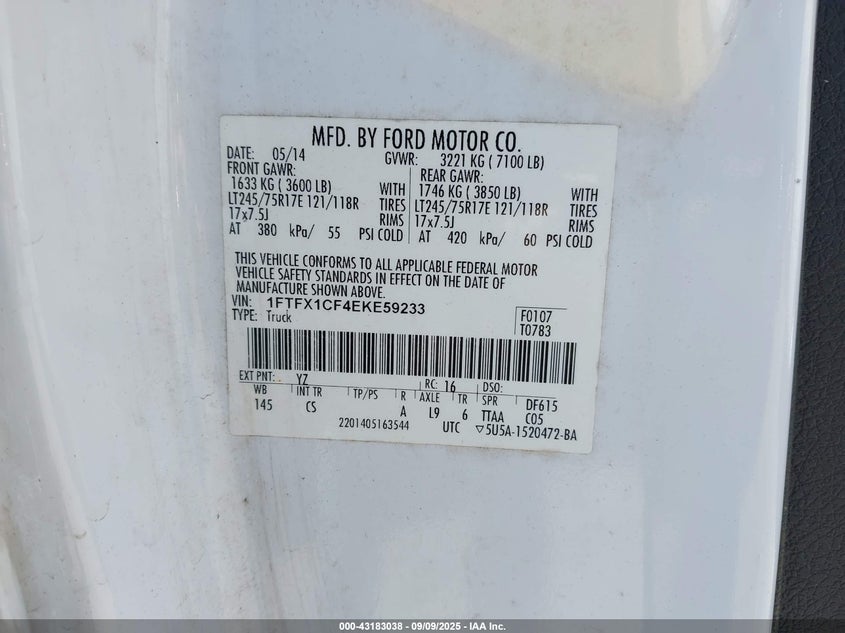 MFD. BY FORD MOTOR CO.
DATE: 05/14 GVWR: 3221 KG ( 7100 LB)
FRONT GAWR: REAR GAWR:
1633 KG ( 3600 LB) WITH 1746 KG ( 3850 LB) WITH
LT245/75R17E 121/118R TIRES LT245/75R17E 121/118R TIRES
17x7.5J RIMS 17x7.5J RIMS
AT 380 kPa/ 55 PSI COLD AT 420 kPa/ 60 PSI COLD
THIS VEHICLE CONFORMS TO ALL APPLICABLE FEDERAL MOTOR
VEHICLE SAFETY STANDARDS IN EFFECT ON THE DATE OF
MANUFACTURE SHOWN ABOVE.
VIN: 1FTFX1CF4EKE59233 F0107
TYPE: Truck T0783
EXT PNT: YZ RC: 16 DSO:
WB INT TR TP/PS R AXLE TR SPR DF615
145 CS A L9 6 TTAA C05
2201405163544 UTC ▽5U5A-1520472-BA
000-43183038 - 09/09/2025 - IAA Inc.